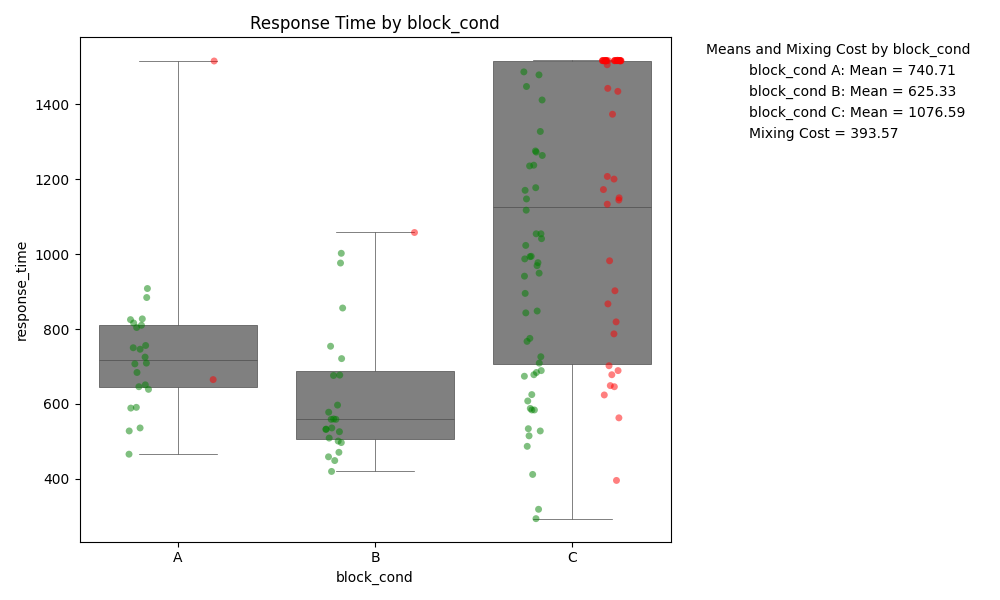 Response Time by block_cond
Means and Mixing Cost by block_cond
block_cond A: Mean = 740.71
block_cond B: Mean = 625.33
block_cond C: Mean = 1076.59
Mixing Cost = 393.57
response_time
1400
1200
1000
800
600
400
A
B
C
block_cond